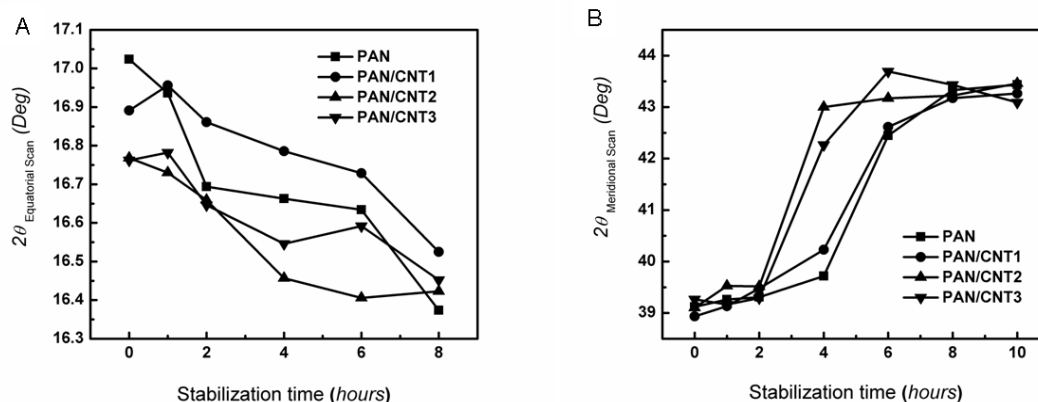 A
2θ Equatorial Scan (Deg)
17.1
17.0
16.9
16.8
16.7
16.6
16.5
16.4
16.3
PAN
PAN/CNT1
PAN/CNT2
PAN/CNT3
0 2 4 6 8
Stabilization time (hours)
B
2θ Meridional Scan (Deg)
44
43
42
40
39
PAN
PAN/CNT1
PAN/CNT2
PAN/CNT3
0 2 4 6 8 10
Stabilization time (hours)